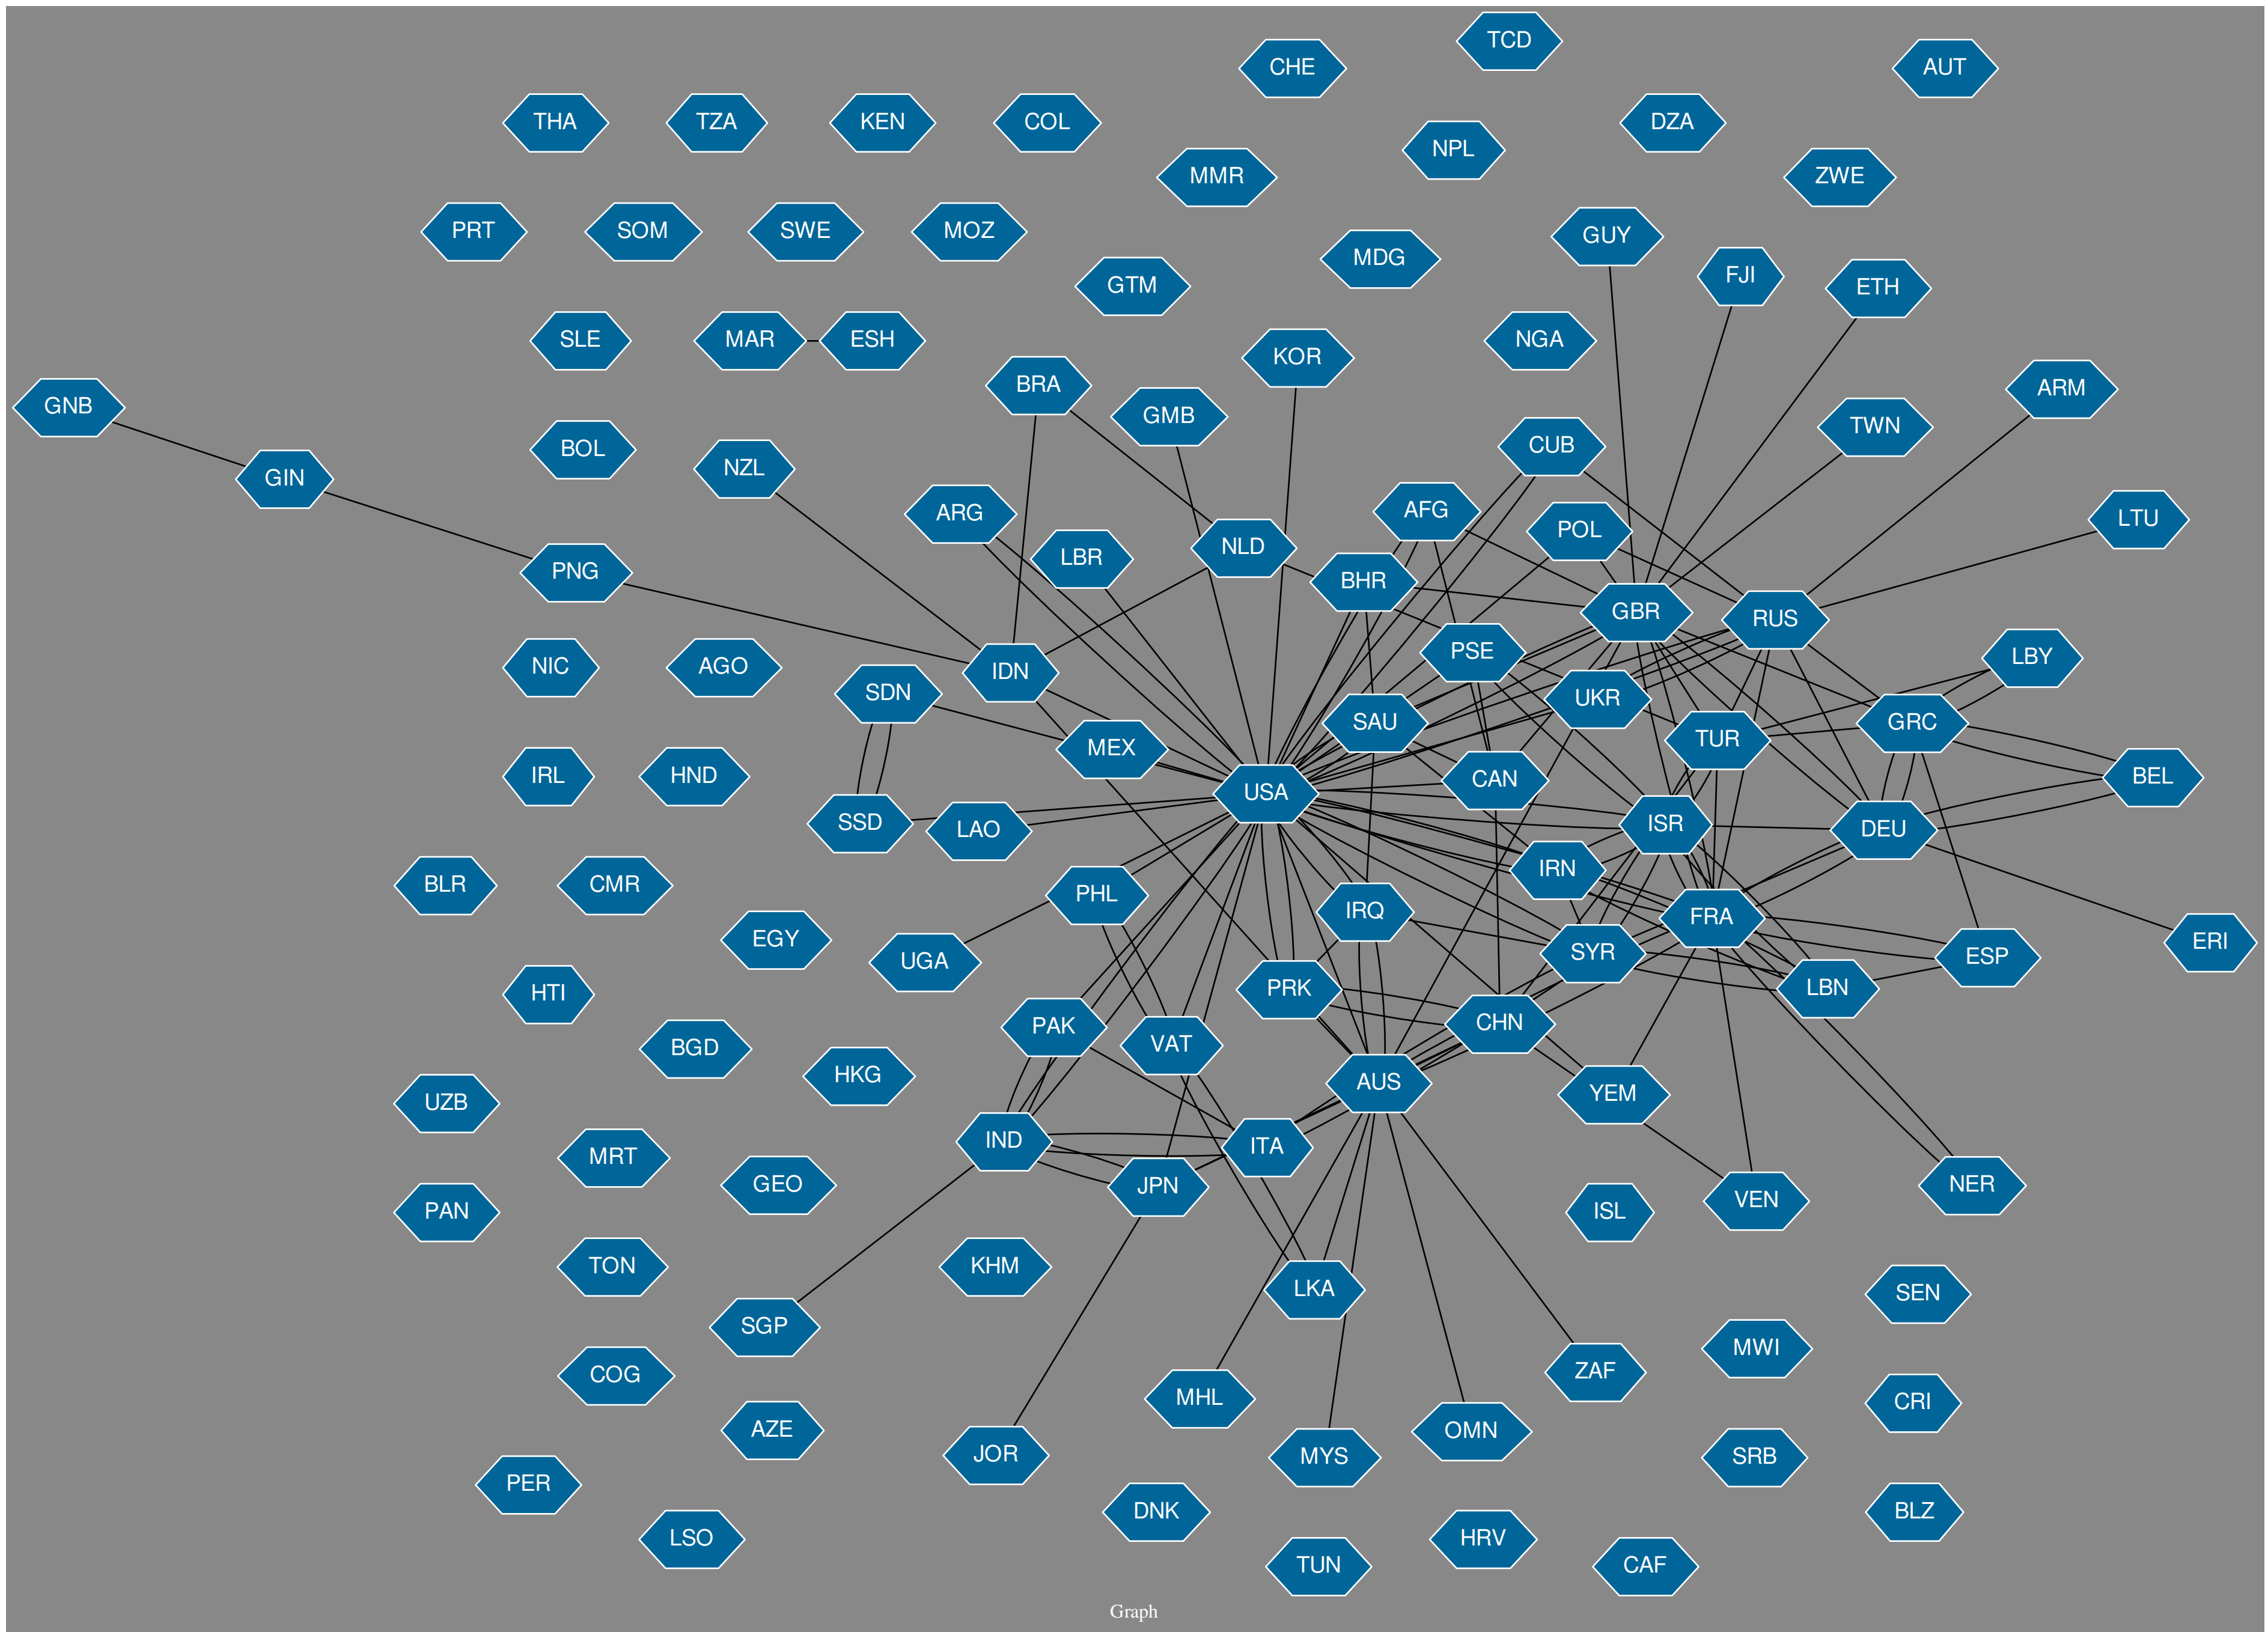 TCD
CHE
AUT
THA
TZA
KEN
COL
DZA
NPL
MMR
ZWE
PRT
SOM
SWE
MOZ
GUY
MDG
FJI
GTM
ETH
SLE
MAR
ESH
NGA
KOR
BRA
ARM
GNB
GMB
TWN
CUB
BOL
NZL
GIN
AFG
ARG
LTU
POL
NLD
LBR
PNG
BHR
GBR
RUS
PSE
LBY
NIC
AGO
IDN
SDN
UKR
SAU
GRC
TUR
MEX
IRL
HND
BEL
CAN
USA
SSD
ISR
LAO
DEU
IRN
BLR
CMR
PHL
IRQ
FRA
EGY
ERI
SYR
ESP
UGA
HTI
PRK
LBN
CHN
PAK
VAT
BGD
HKG
AUS
YEM
UZB
IND
ITA
MRT
GEO
JPN
NER
VEN
PAN
ISL
TON
KHM
LKA
SEN
SGP
MWI
COG
ZAF
MHL
CRI
AZE
OMN
JOR
MYS
SRB
PER
DNK
BLZ
LSO
HRV
TUN
CAF
Graph